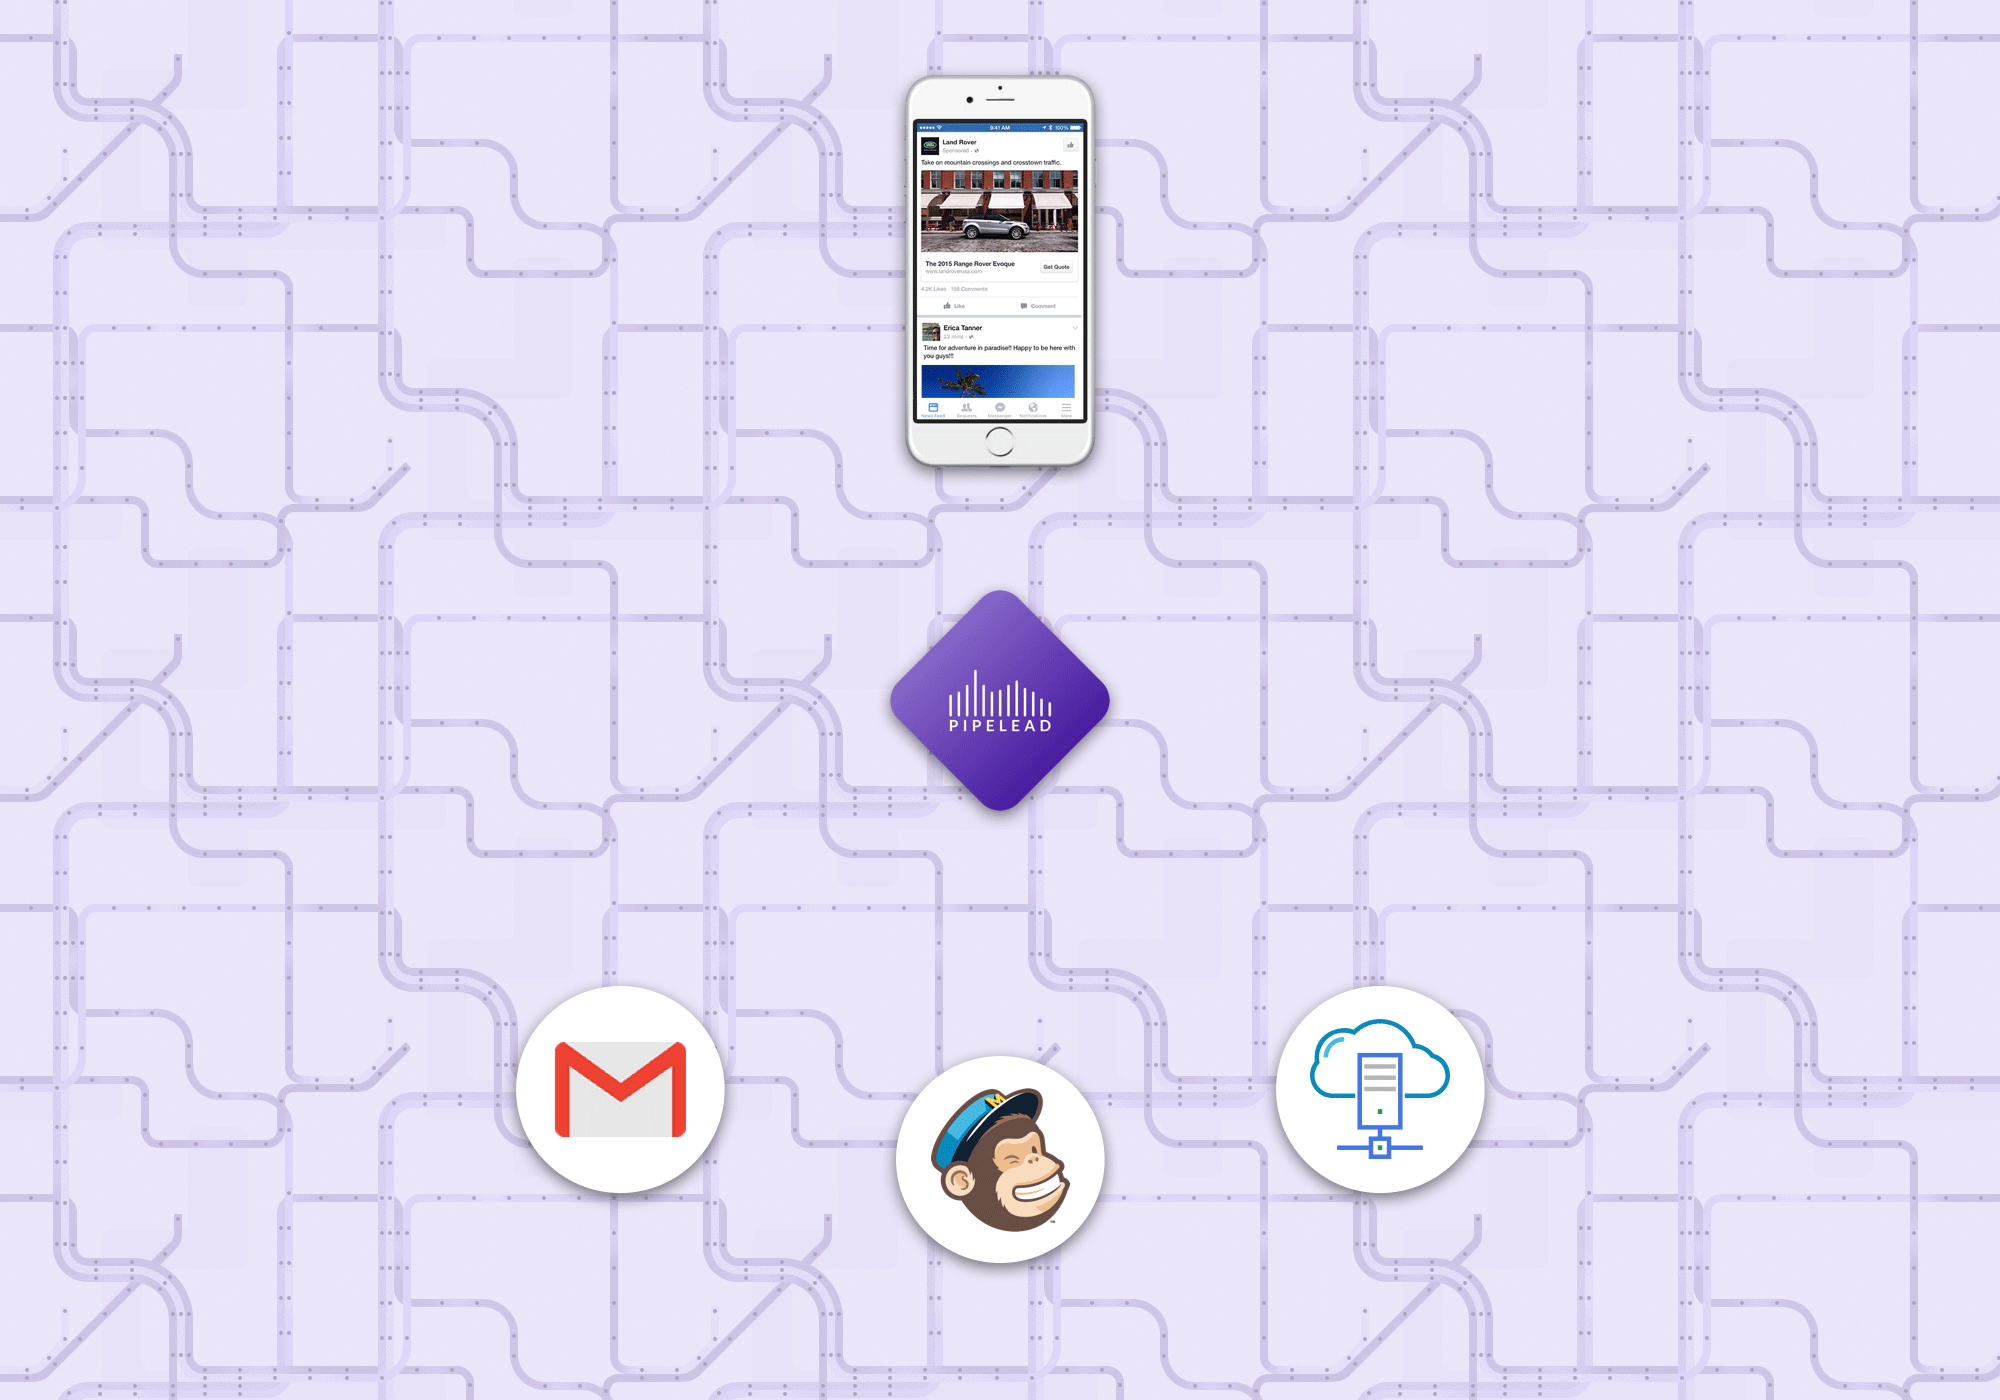 9:41 AM
100%
Land Rover
Sponsored
Take on mountain crossings and crosstown traffic.
The 2015 Range Rover Evoque
www.landroverusa.com
Get Quote
4.2K Likes 158 Comments
Like
Comment
Erica Tanner
23 mins
Time for adventure in paradise!! Happy to be here with
you guys!!!
News Feed
Requests
Messenger
Notifications
More
PIPELEAD
M
™